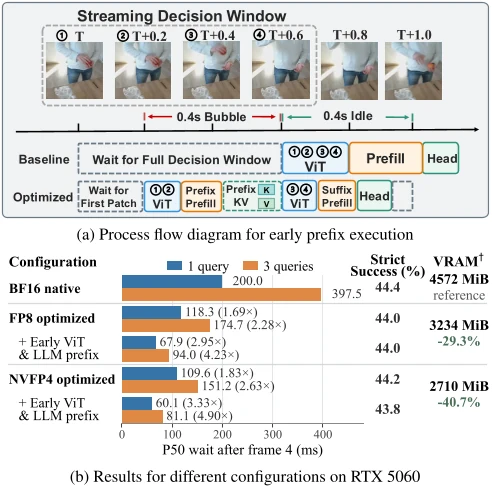 Streaming Decision Window
① T ② T+0.2 ③ T+0.4 ④ T+0.6 T+0.8 T+1.0
0.4s Bubble 0.4s Idle
Baseline Wait for Full Decision Window ①②③④ ViT Prefill Head
Optimized Wait for First Patch ①② ViT Prefix Prefill Prefix KV K V ③④ ViT Suffix Prefill Head
(a) Process flow diagram for early prefix execution
Configuration 1 query 3 queries Strict Success (%) VRAM†
BF16 native 200.0 397.5 44.4 4572 MiB reference
FP8 optimized 118.3 (1.69×) 174.7 (2.28×) 44.0 3234 MiB -29.3%
+ Early ViT & LLM prefix 67.9 (2.95×) 94.0 (4.23×) 44.0
NVFP4 optimized 109.6 (1.83×) 151.2 (2.63×) 44.2 2710 MiB -40.7%
+ Early ViT & LLM prefix 60.1 (3.33×) 81.1 (4.90×) 43.8
0 100 200 300 400
P50 wait after frame 4 (ms)
(b) Results for different configurations on RTX 5060